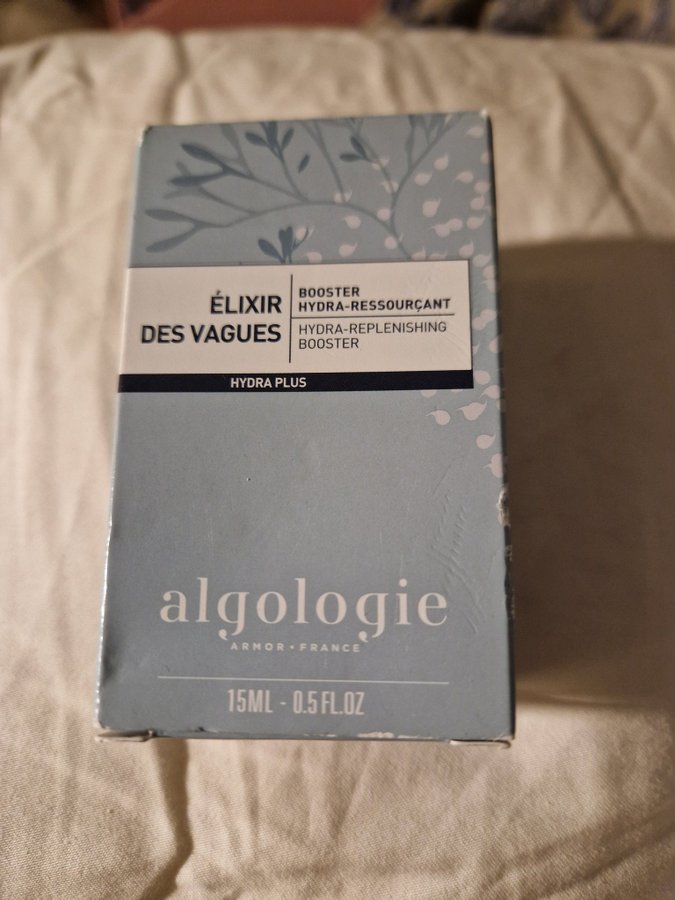 ÉLIXIR
DES VAGUES
BOOSTER
HYDRA-RESSOURÇANT
HYDRA-REPLENISHING
BOOSTER
HYDRA PLUS
algologie
ARMOR • FRANCE
15ML - 0.5 FL.OZ